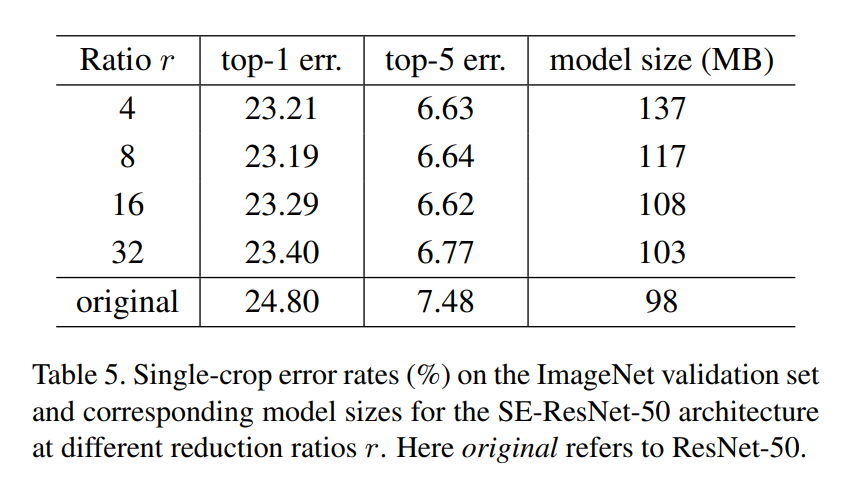 Ratio r top-1 err. top-5 err. model size (MB)
4 23.21 6.63 137
8 23.19 6.64 117
16 23.29 6.62 108
32 23.40 6.77 103
original 24.80 7.48 98
Table 5. Single-crop error rates (%) on the ImageNet validation set
and corresponding model sizes for the SE-ResNet-50 architecture
at different reduction ratios r. Here original refers to ResNet-50.